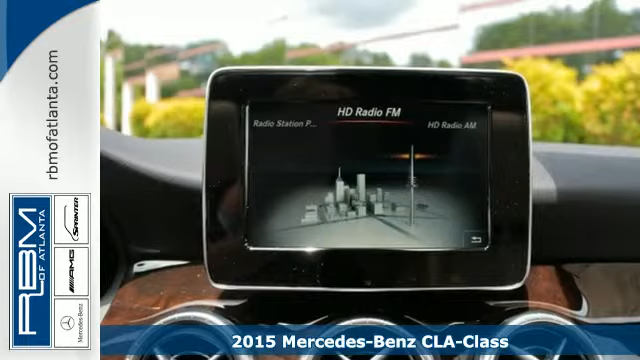 rbmofatlanta.com
RBM
OF ATLANTA
SPRINTER
AMG
Mercedes-Benz
HD Radio FM
Radio Station P...
HD Radio AM
2015 Mercedes-Benz CLA-Class